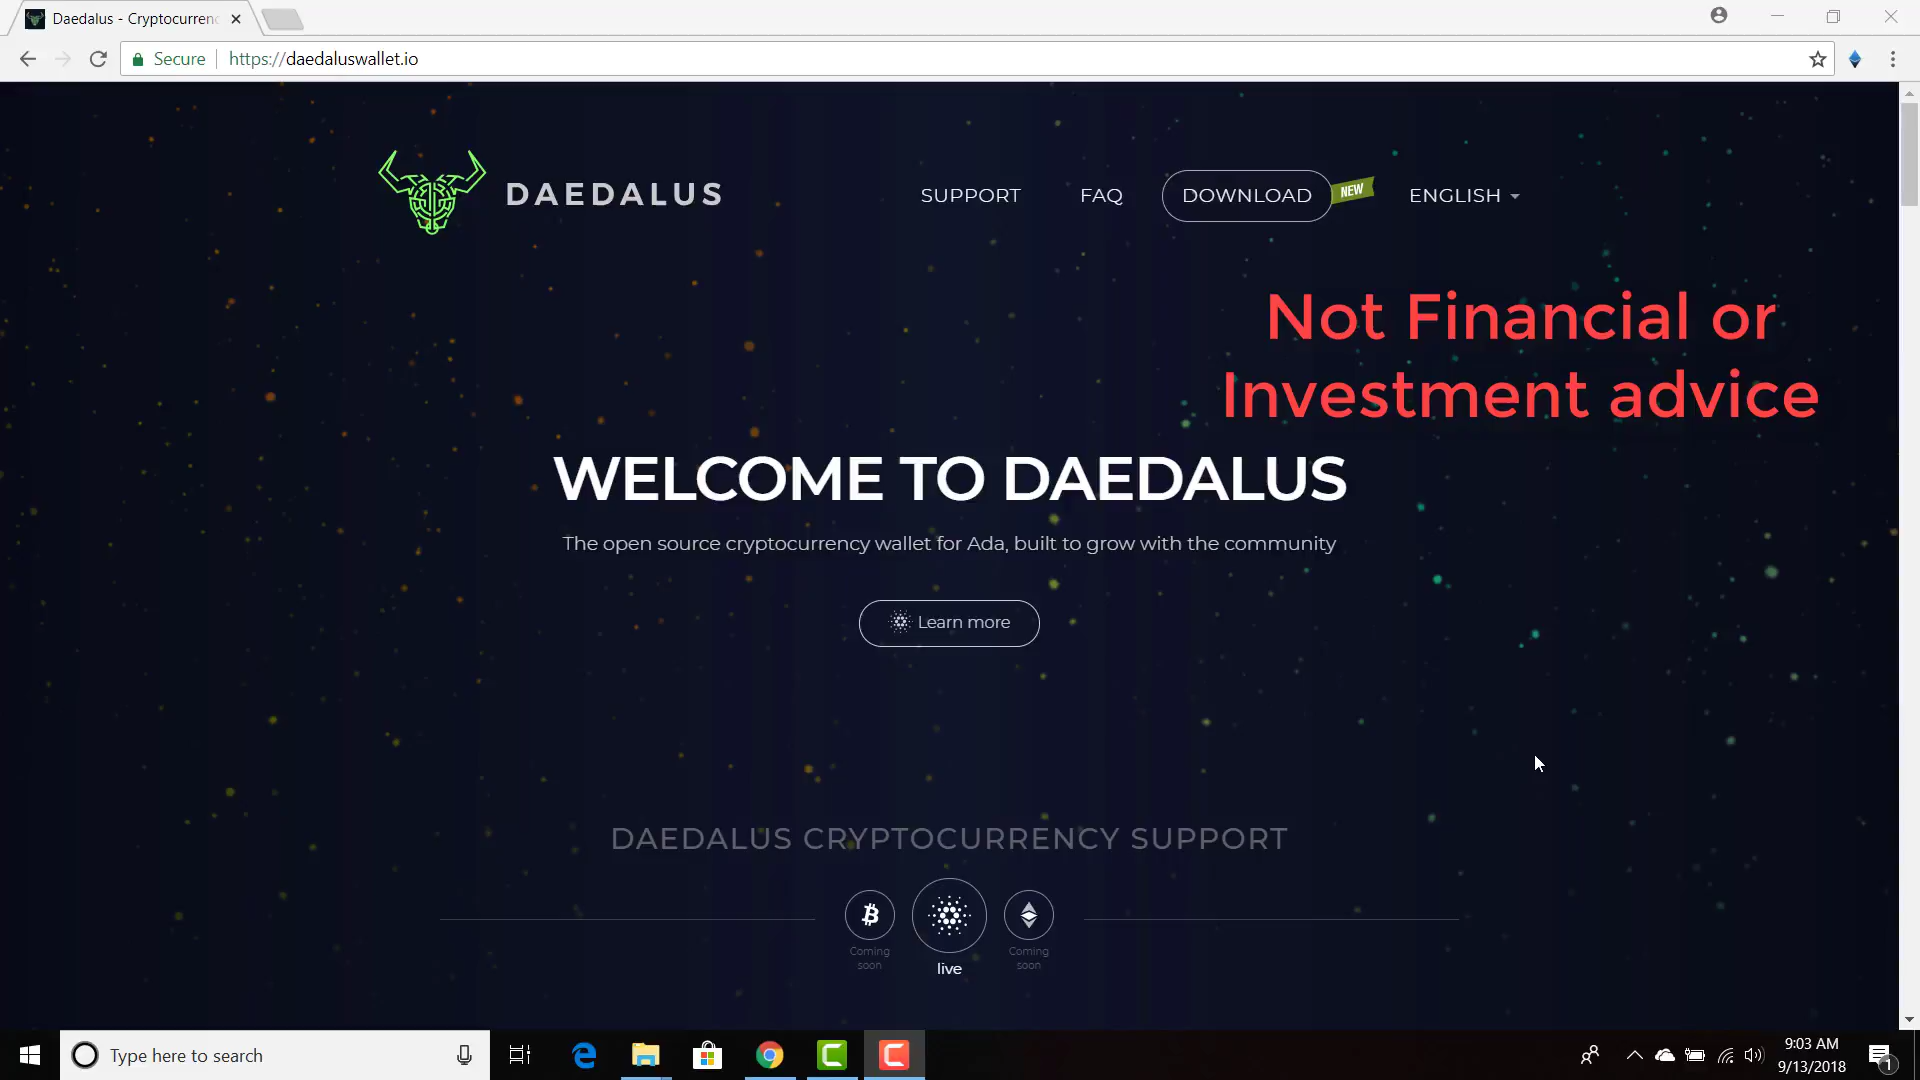 Daedalus - Cryptocurrenc
Secure
https://daedaluswallet.io
DAEDALUS
SUPPORT
FAQ
DOWNLOAD
NEW
ENGLISH
Not Financial or
Investment advice
WELCOME TO DAEDALUS
The open source cryptocurrency wallet for Ada, built to grow with the community
Learn more
DAEDALUS CRYPTOCURRENCY SUPPORT
Coming
soon
live
Coming
soon
Type here to search
9:03 AM
9/13/2018
1